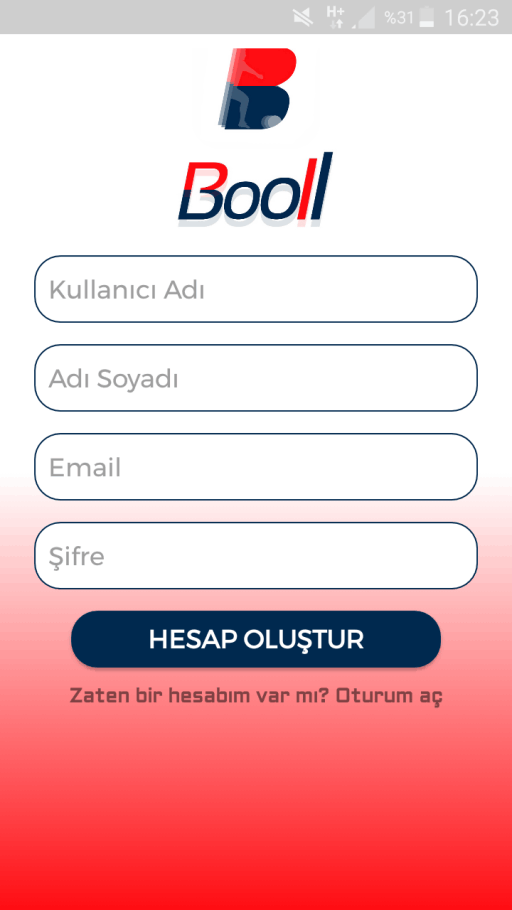 H+ %31 16:23
B
Booll
Kullanıcı Adı
Adı Soyadı
Email
Şifre
HESAP OLUŞTUR
Zaten bir hesabım var mı? Oturum aç